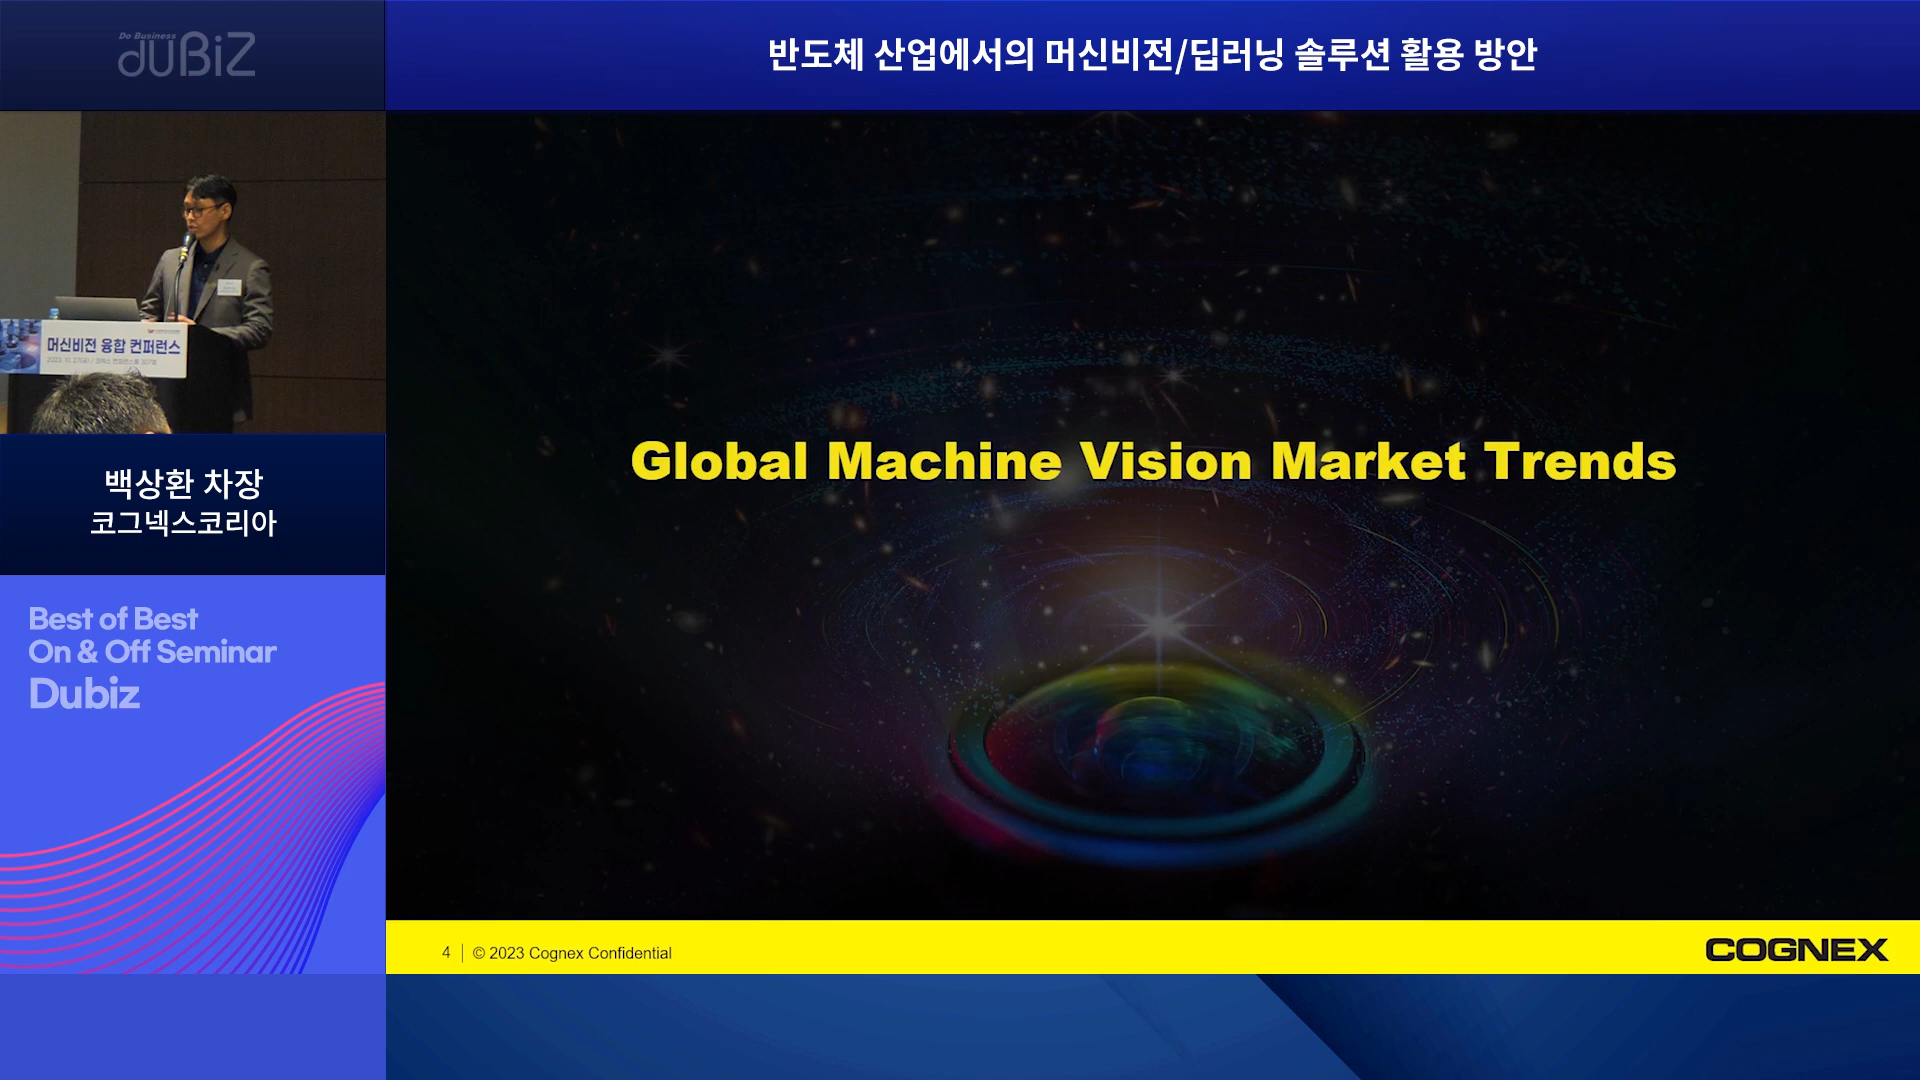 Do Business
duBiZ
반도체 산업에서의 머신비전/딥러닝 솔루션 활용 방안
머신비전 융합 컨퍼런스
백상환 차장
코그넥스코리아
Best of Best
On & Off Seminar
Dubiz
Global Machine Vision Market Trends
4 | © 2023 Cognex Confidential
COGNEX